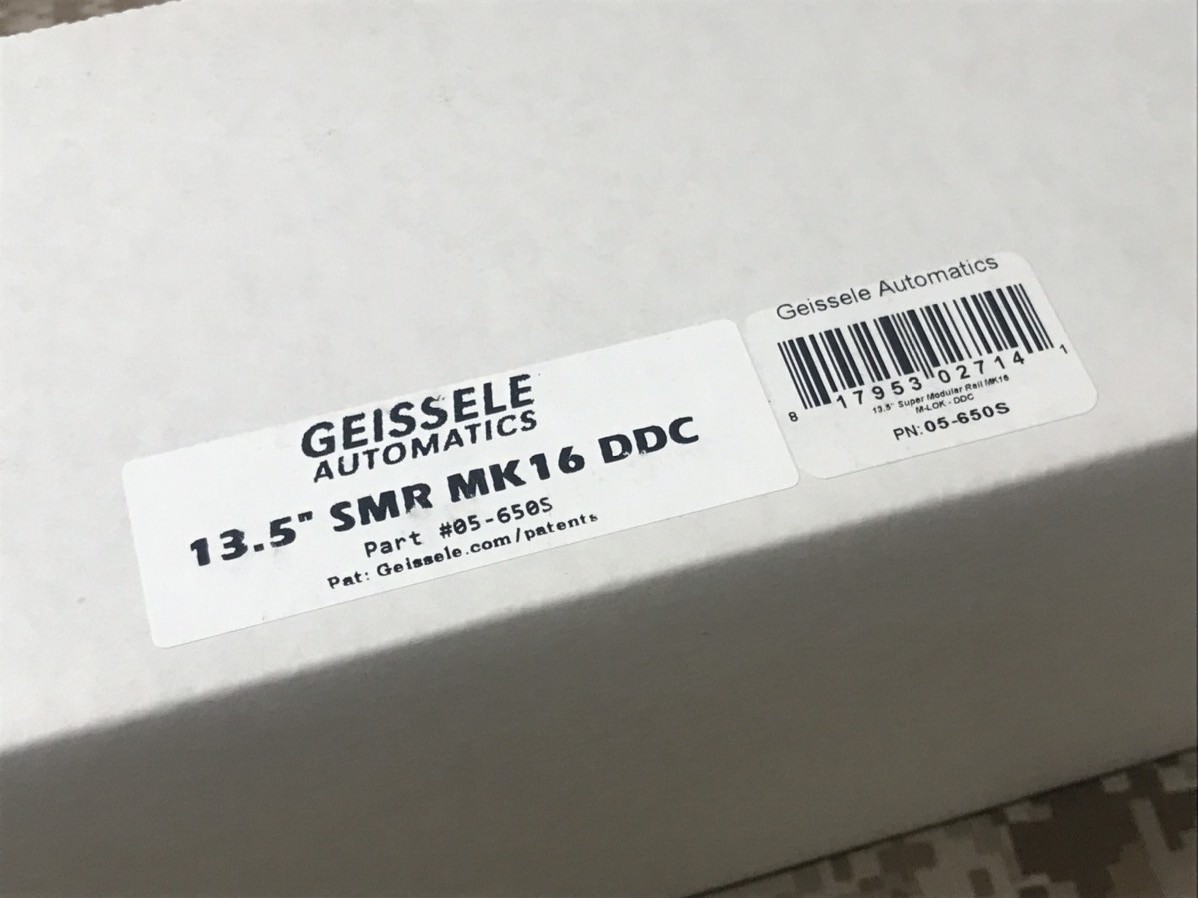 GEISSELE
AUTOMATICS
13.5" SMR MK16 DDC
Part #05-650S
Pat: Geissele.com/patents
Geissele Automatics
8 17953 02714 1
13.5" Super Modular Rail MK16
M-LOK - DDC
PN: 05-650S